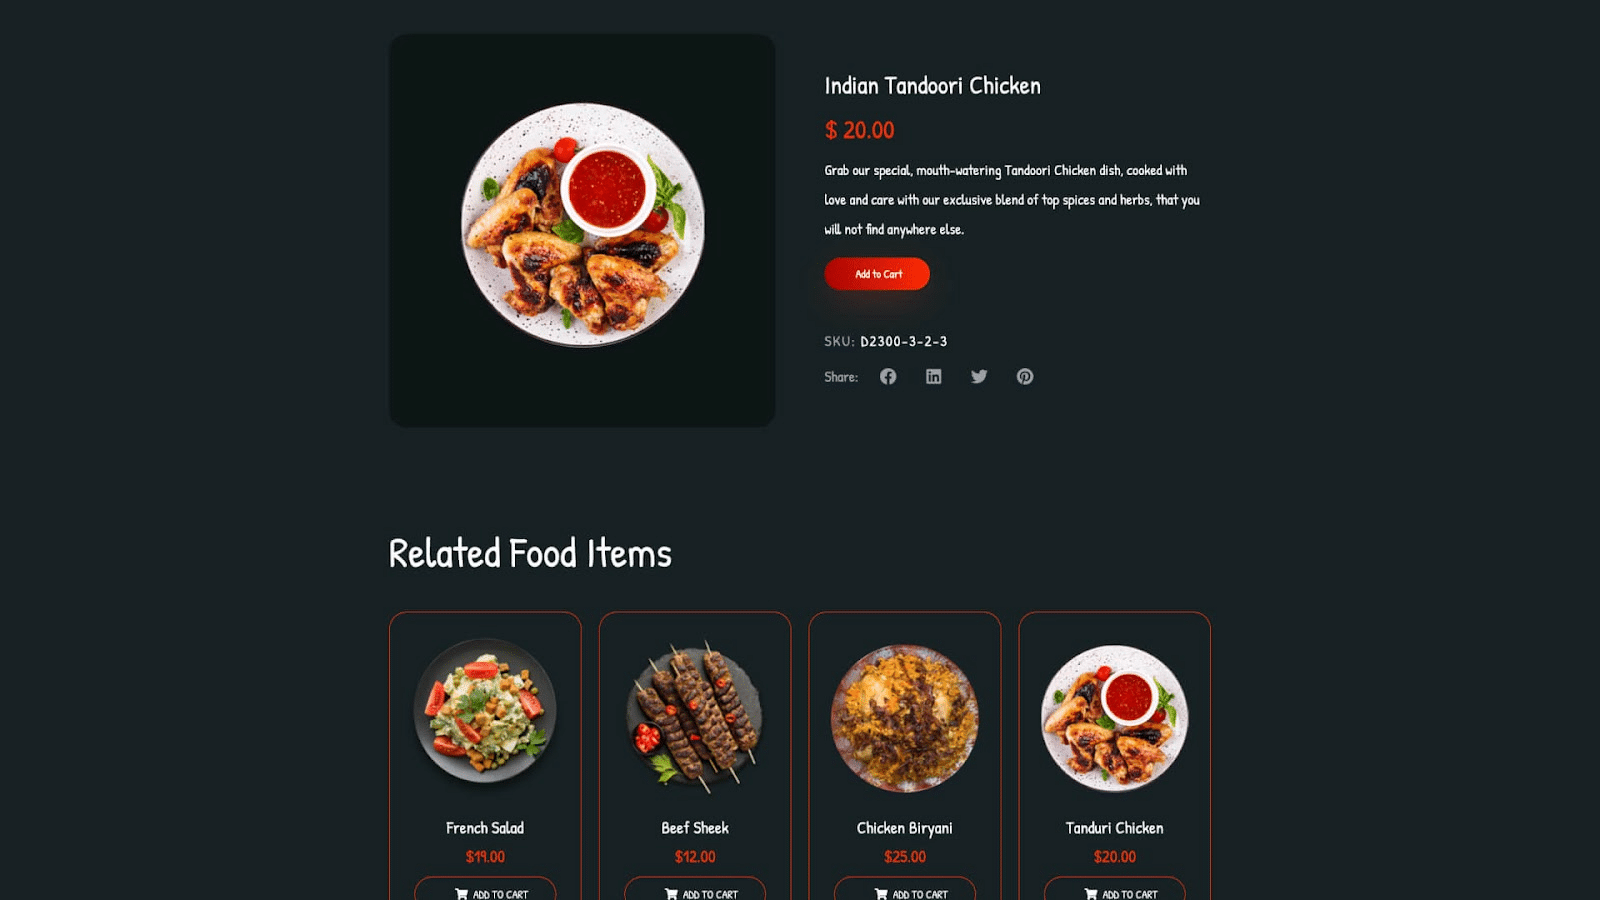 Indian Tandoori Chicken
$ 20.00
Grab our special, mouth-watering Tandoori Chicken dish, cooked with
love and care with our exclusive blend of top spices and herbs, that you
will not find anywhere else.
Add to Cart
SKU: D2300-3-2-3
Share:
Related Food Items
French Salad
$19.00
ADD TO CART
Beef Sheek
$12.00
ADD TO CART
Chicken Biryani
$25.00
ADD TO CART
Tanduri Chicken
$20.00
ADD TO CART